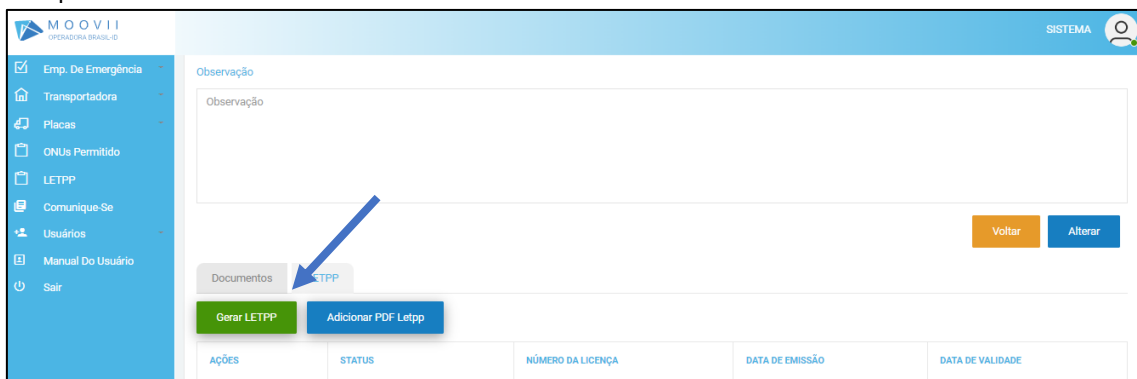 MOOVII
OPERADORA BRASIL-ID
SISTEMA
Emp. De Emergência
Transportadora
Placas
ONUs Permitido
LETPP
Comunique-Se
Usuários
Manual Do Usuário
Sair
Observação
Observação
Voltar
Alterar
Documentos
ETPP
Gerar LETPP
Adicionar PDF Letpp
AÇÕES
STATUS
NÚMERO DA LICENÇA
DATA DE EMISSÃO
DATA DE VALIDADE